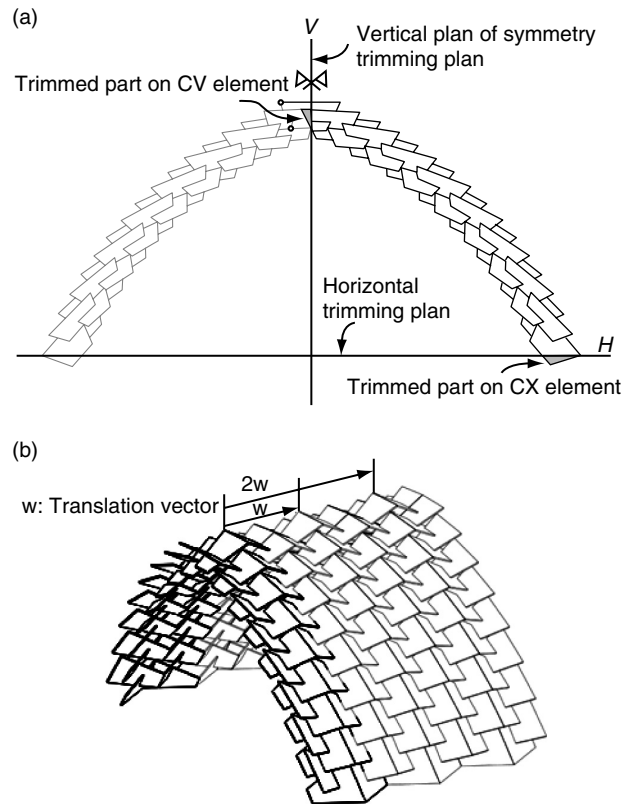 (a)
V
Vertical plan of symmetry
trimming plan
Trimmed part on CV element
Horizontal
trimming plan
H
Trimmed part on CX element
(b)
2w
w: Translation vector
w